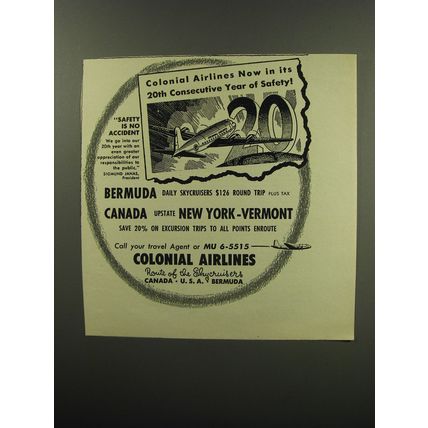 Colonial Airlines Now in its
20th Consecutive Year of Safety!
20
"SAFETY
IS NO
ACCIDENT
We go into our
20th year with an
even greater
appreciation of our
responsibilities to
the public."
SIGMUND JANAS,
President
BERMUDA DAILY SKYCRUISERS $126 ROUND TRIP PLUS TAX
CANADA UPSTATE NEW YORK-VERMONT
SAVE 20% ON EXCURSION TRIPS TO ALL POINTS ENROUTE
Call your travel Agent or MU 6-5515
COLONIAL AIRLINES
Route of the Skycruisers
CANADA - U. S. A. - BERMUDA